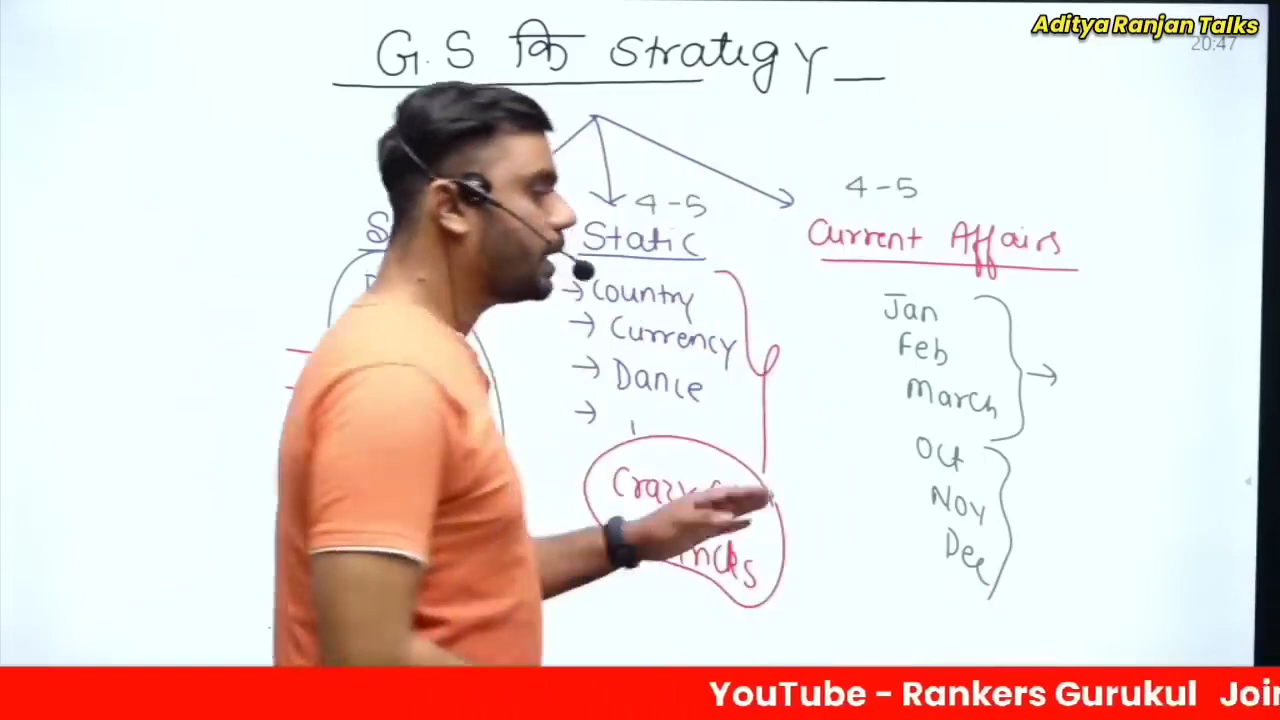 Aditya Ranjan Talks
20:47
G.S कि Strategy
4-5
4-5
Static
Current Affairs
→ Country
→ Currency
→ Dance
→
Jan
Feb
March
→
Oct
Nov
Dec
YouTube - Rankers Gurukul Join